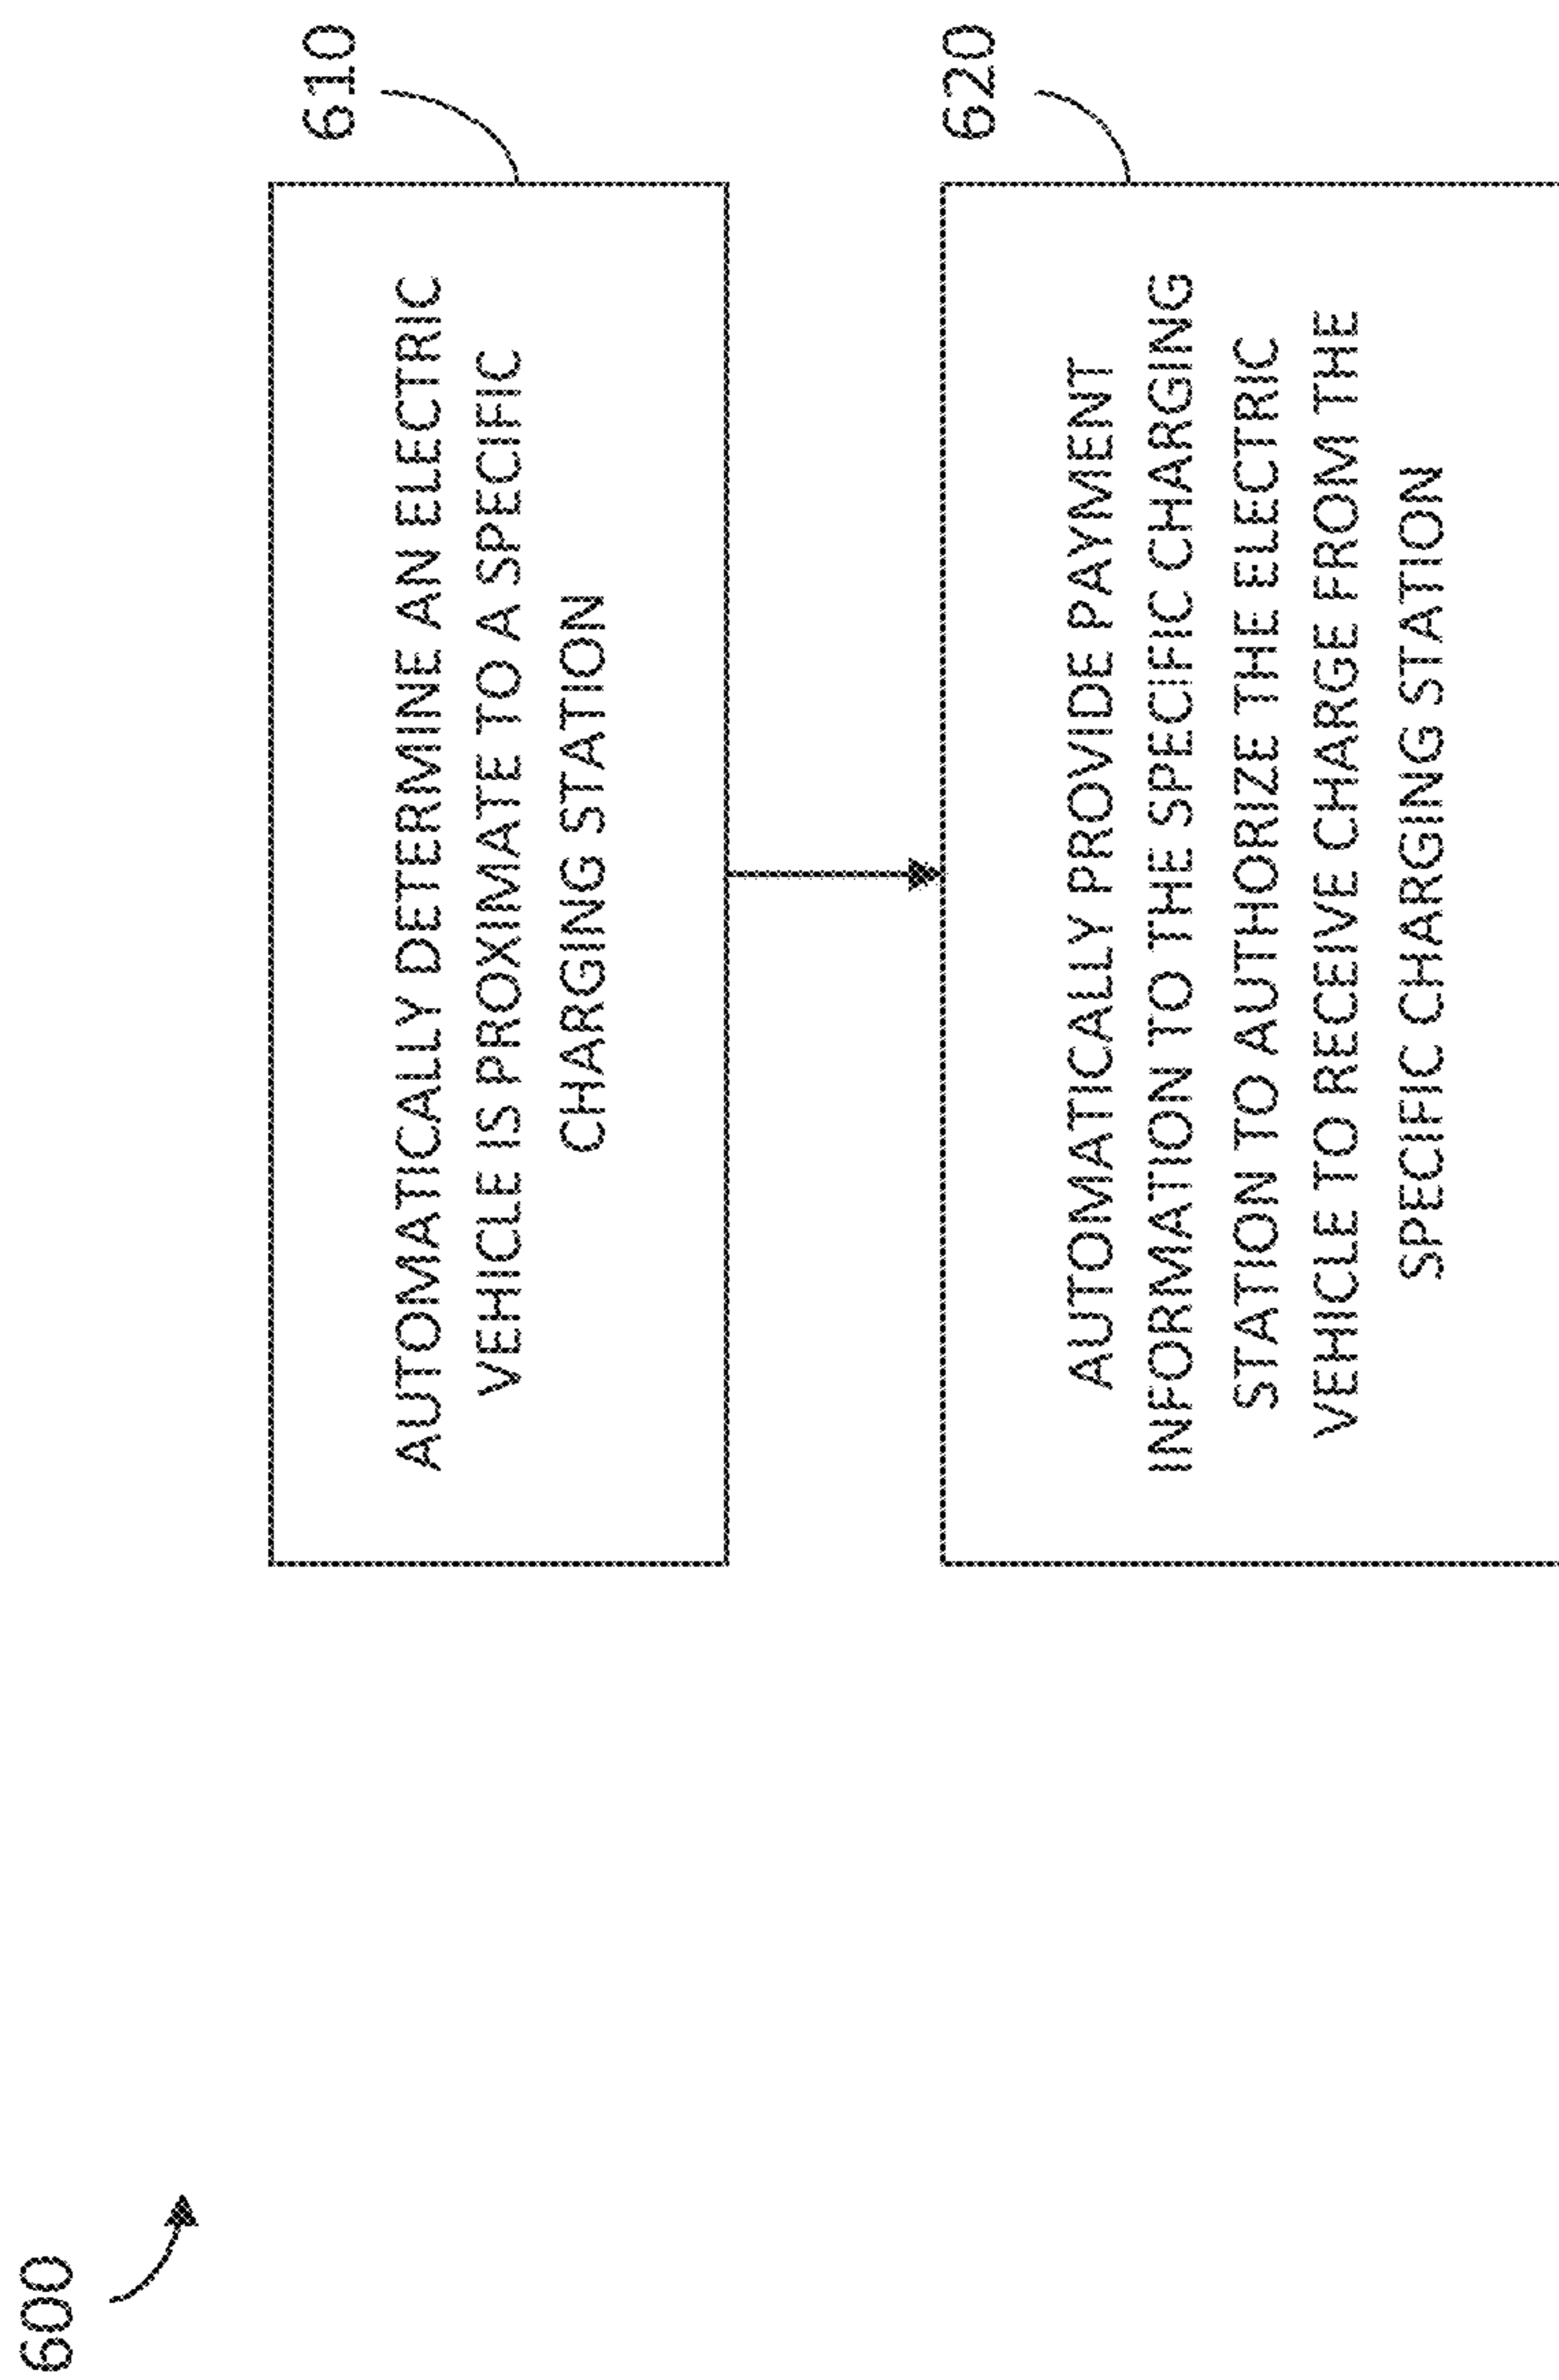 600
610
AUTOMATICALLY DETERMINE AN ELECTRIC
VEHICLE IS PROXIMATE TO A SPECIFIC
CHARGING STATION
620
AUTOMATICALLY PROVIDE PAYMENT
INFORMATION TO THE SPECIFIC CHARGING
STATION TO AUTHORIZE THE ELECTRIC
VEHICLE TO RECEIVE CHARGE FROM THE
SPECIFIC CHARGING STATION